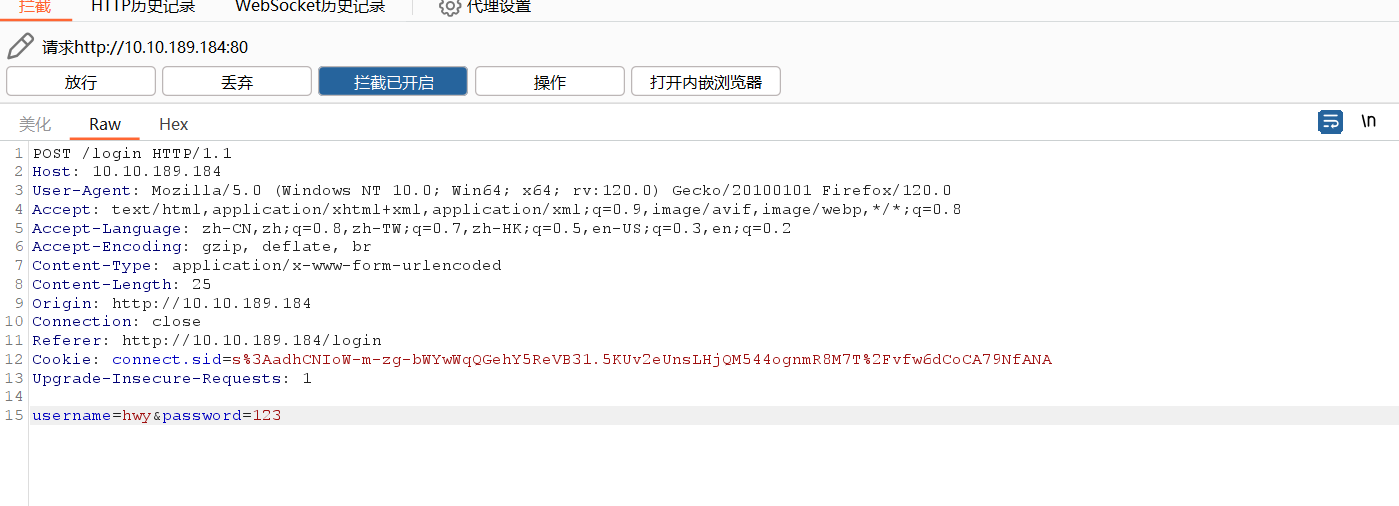 拦截 HTTP历史记录 WebSocket历史记录 代理设置
请求http://10.10.189.184:80
放行 丢弃 拦截已开启 操作 打开内嵌浏览器
美化 Raw Hex \n
1 POST /login HTTP/1.1
2 Host: 10.10.189.184
3 User-Agent: Mozilla/5.0 (Windows NT 10.0; Win64; x64; rv:120.0) Gecko/20100101 Firefox/120.0
4 Accept: text/html,application/xhtml+xml,application/xml;q=0.9,image/avif,image/webp,*/*;q=0.8
5 Accept-Language: zh-CN,zh;q=0.8,zh-TW;q=0.7,zh-HK;q=0.5,en-US;q=0.3,en;q=0.2
6 Accept-Encoding: gzip, deflate, br
7 Content-Type: application/x-www-form-urlencoded
8 Content-Length: 25
9 Origin: http://10.10.189.184
10 Connection: close
11 Referer: http://10.10.189.184/login
12 Cookie: connect.sid=s%3AadhCNIoW-m-zg-bWYwWqQGehY5ReVB31.5KUv2eUnsLHjQM544ognmR8M7T%2Fvfw6dCoCA79NfANA
13 Upgrade-Insecure-Requests: 1
14
15 username=hwy&password=123